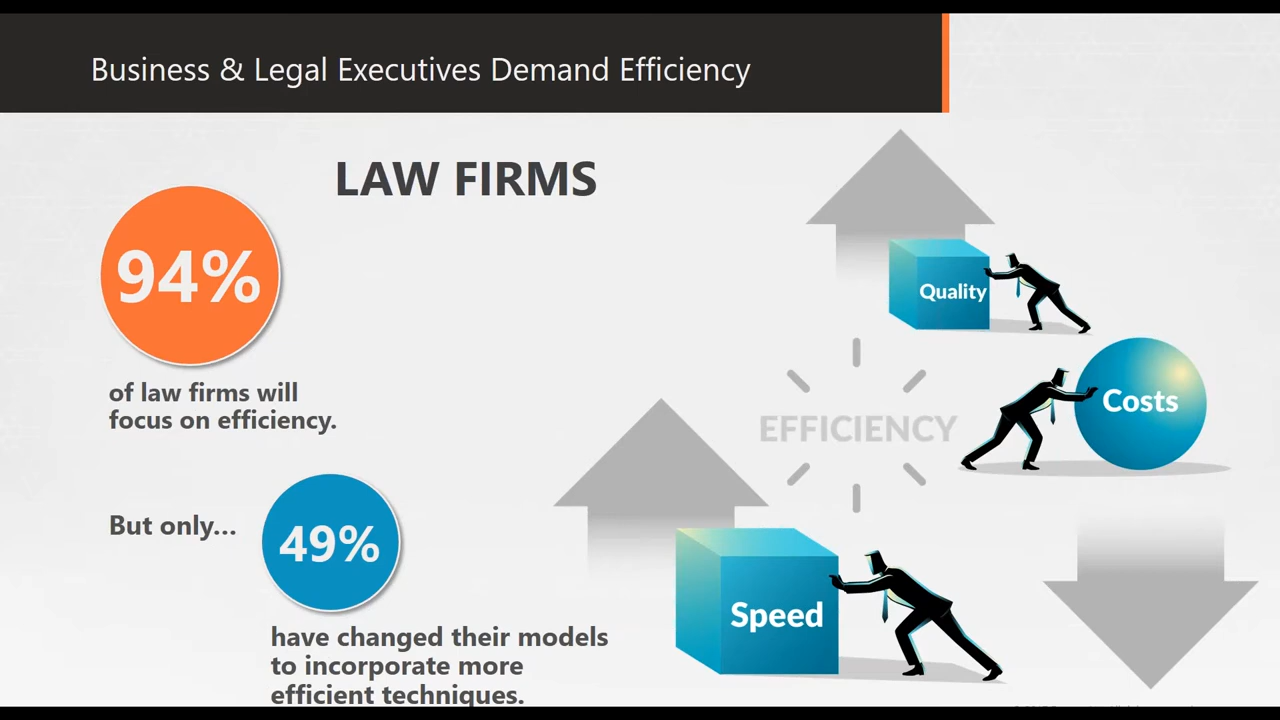 Business & Legal Executives Demand Efficiency
LAW FIRMS
94%
of law firms will
focus on efficiency.
But only...
49%
have changed their models
to incorporate more
efficient techniques.
Quality
Costs
EFFICIENCY
Speed